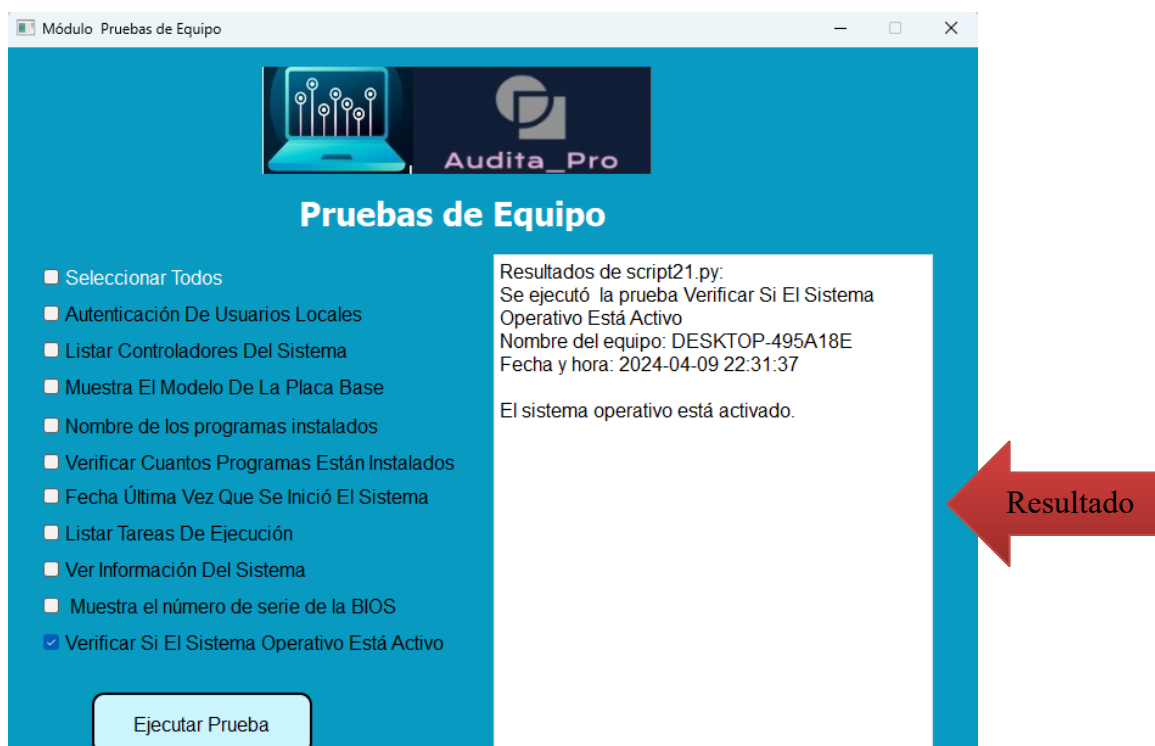 Módulo  Pruebas de Equipo
Audita_Pro
Pruebas de Equipo
Seleccionar Todos
Autenticación De Usuarios Locales
Listar Controladores Del Sistema
Muestra El Modelo De La Placa Base
Nombre de los programas instalados
Verificar Cuantos Programas Están Instalados
Fecha Última Vez Que Se Inició El Sistema
Listar Tareas De Ejecución
Ver Información Del Sistema
Muestra el número de serie de la BIOS
Verificar Si El Sistema Operativo Está Activo
Ejecutar Prueba
Resultados de script21.py:
Se ejecutó  la prueba Verificar Si El Sistema
Operativo Está Activo
Nombre del equipo: DESKTOP-495A18E
Fecha y hora: 2024-04-09 22:31:37
El sistema operativo está activado.
Resultado